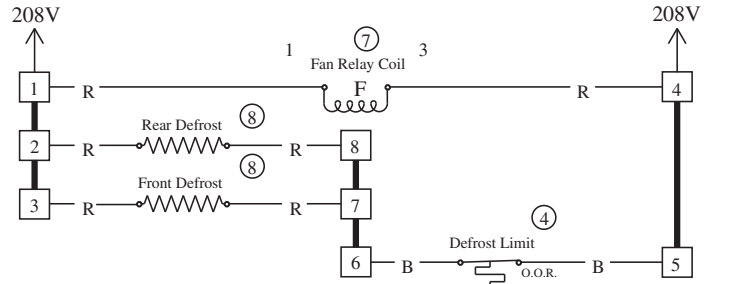 208V 208V
1 7 3
Fan Relay Coil
1 R F R 4
Rear Defrost 8
2 R R 8
Front Defrost 8
3 R R 7
4
Defrost Limit
6 B O.O.R. B 5